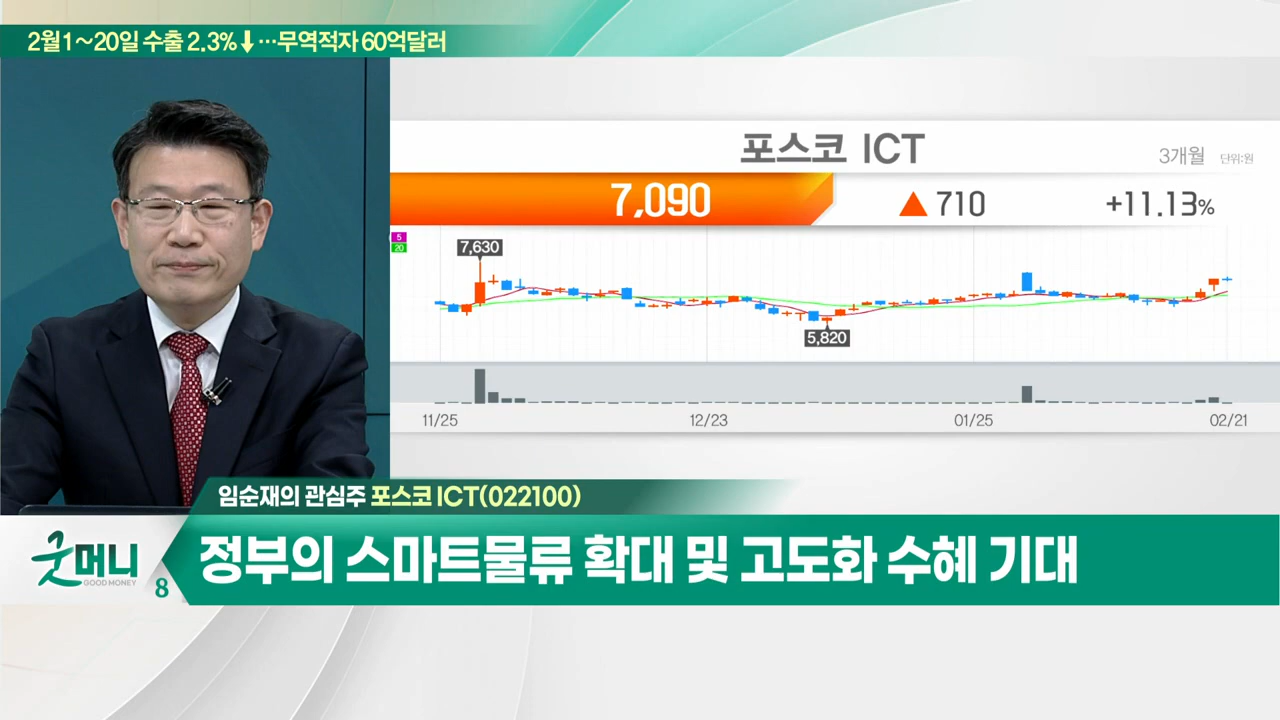 2월1~20일 수출 2.3%⬇…무역적자 60억달러
포스코 ICT
3개월 단위:원
7,090 ▲ 710 +11.13%
5
20
7,630
5,820
11/25 12/23 01/25 02/21
임순재의 관심주 포스코 ICT(022100)
굿머니
GOOD MONEY
8
정부의 스마트물류 확대 및 고도화 수혜 기대